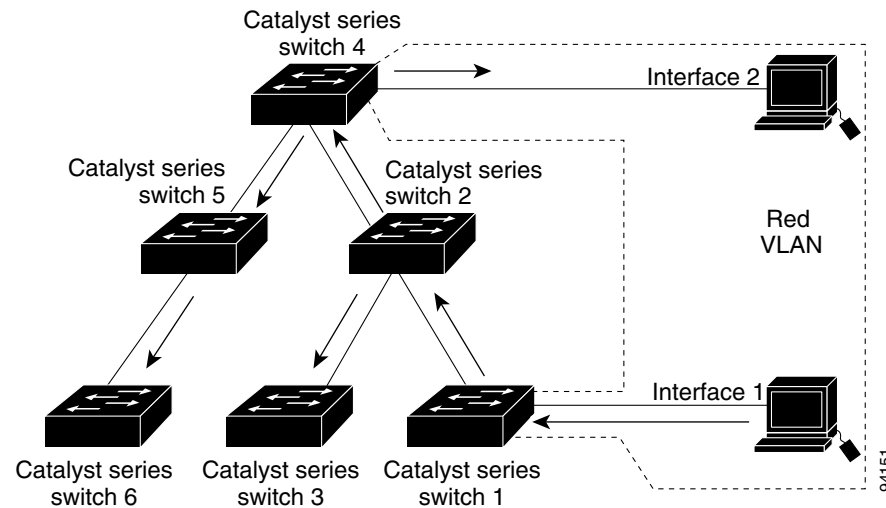 Catalyst series
switch 4
Interface 2
Catalyst series
switch 5
Catalyst series
switch 2
Red
VLAN
Interface 1
Catalyst series
switch 6
Catalyst series
switch 3
Catalyst series
switch 1
94151